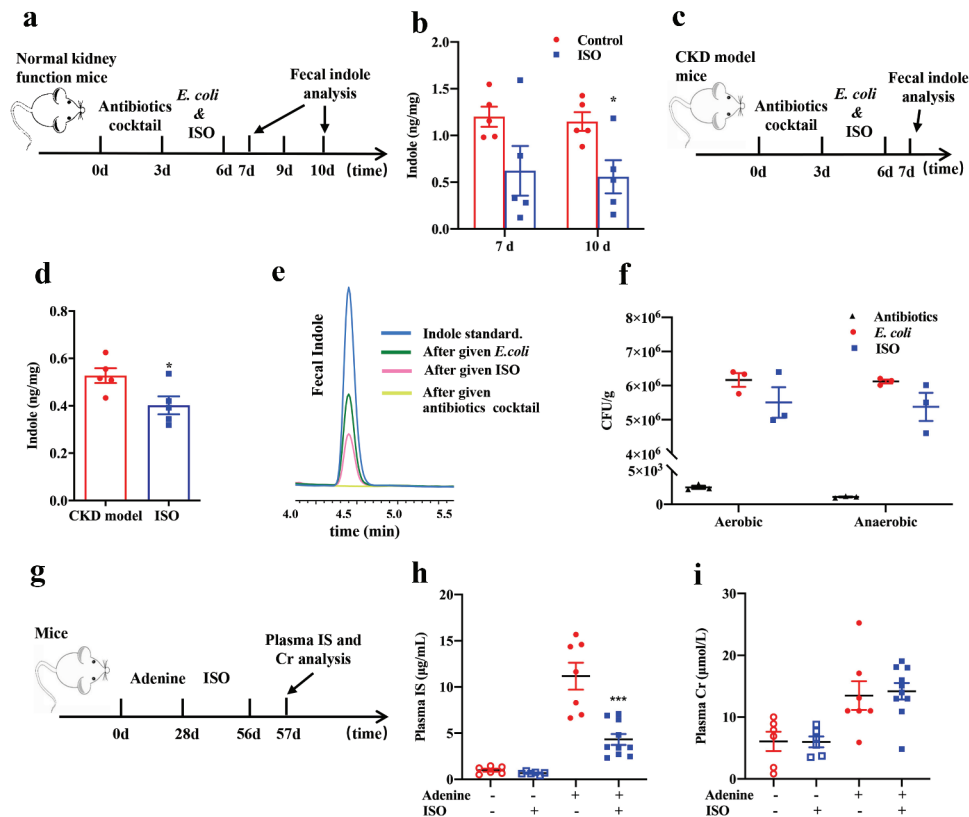 a
Normal kidney
function mice
Antibiotics
cocktail
E. coli
&
ISO
Fecal indole
analysis
0d 3d 6d 7d 9d 10d (time)
b
Control
ISO
Indole (ng/mg)
2.0
1.5
1.0
0.5
0.0
*
7 d 10 d
c
CKD model
mice
Antibiotics
cocktail
E. coli
&
ISO
Fecal indole
analysis
0d 3d 6d 7d (time)
d
Indole (ng/mg)
0.8
0.6
0.4
0.2
0.0
*
CKD model ISO
e
Fecal Indole
Indole standard.
After given E.coli
After given ISO
After given
antibiotics cocktail
4.0 4.5 5.0 5.5
time (min)
f
Antibiotics
E. coli
ISO
CFU/g
8×10⁶
7×10⁶
6×10⁶
5×10⁶
4×10⁶
5×10³
0
Aerobic Anaerobic
g
Mice
Adenine ISO
Plasma IS and
Cr analysis
0d 28d 56d 57d (time)
h
Plasma IS (μg/mL)
20
15
10
5
0
***
Adenine - - + +
ISO - + - +
i
Plasma Cr (μmol/L)
30
20
10
0
Adenine - - + +
ISO - + - +